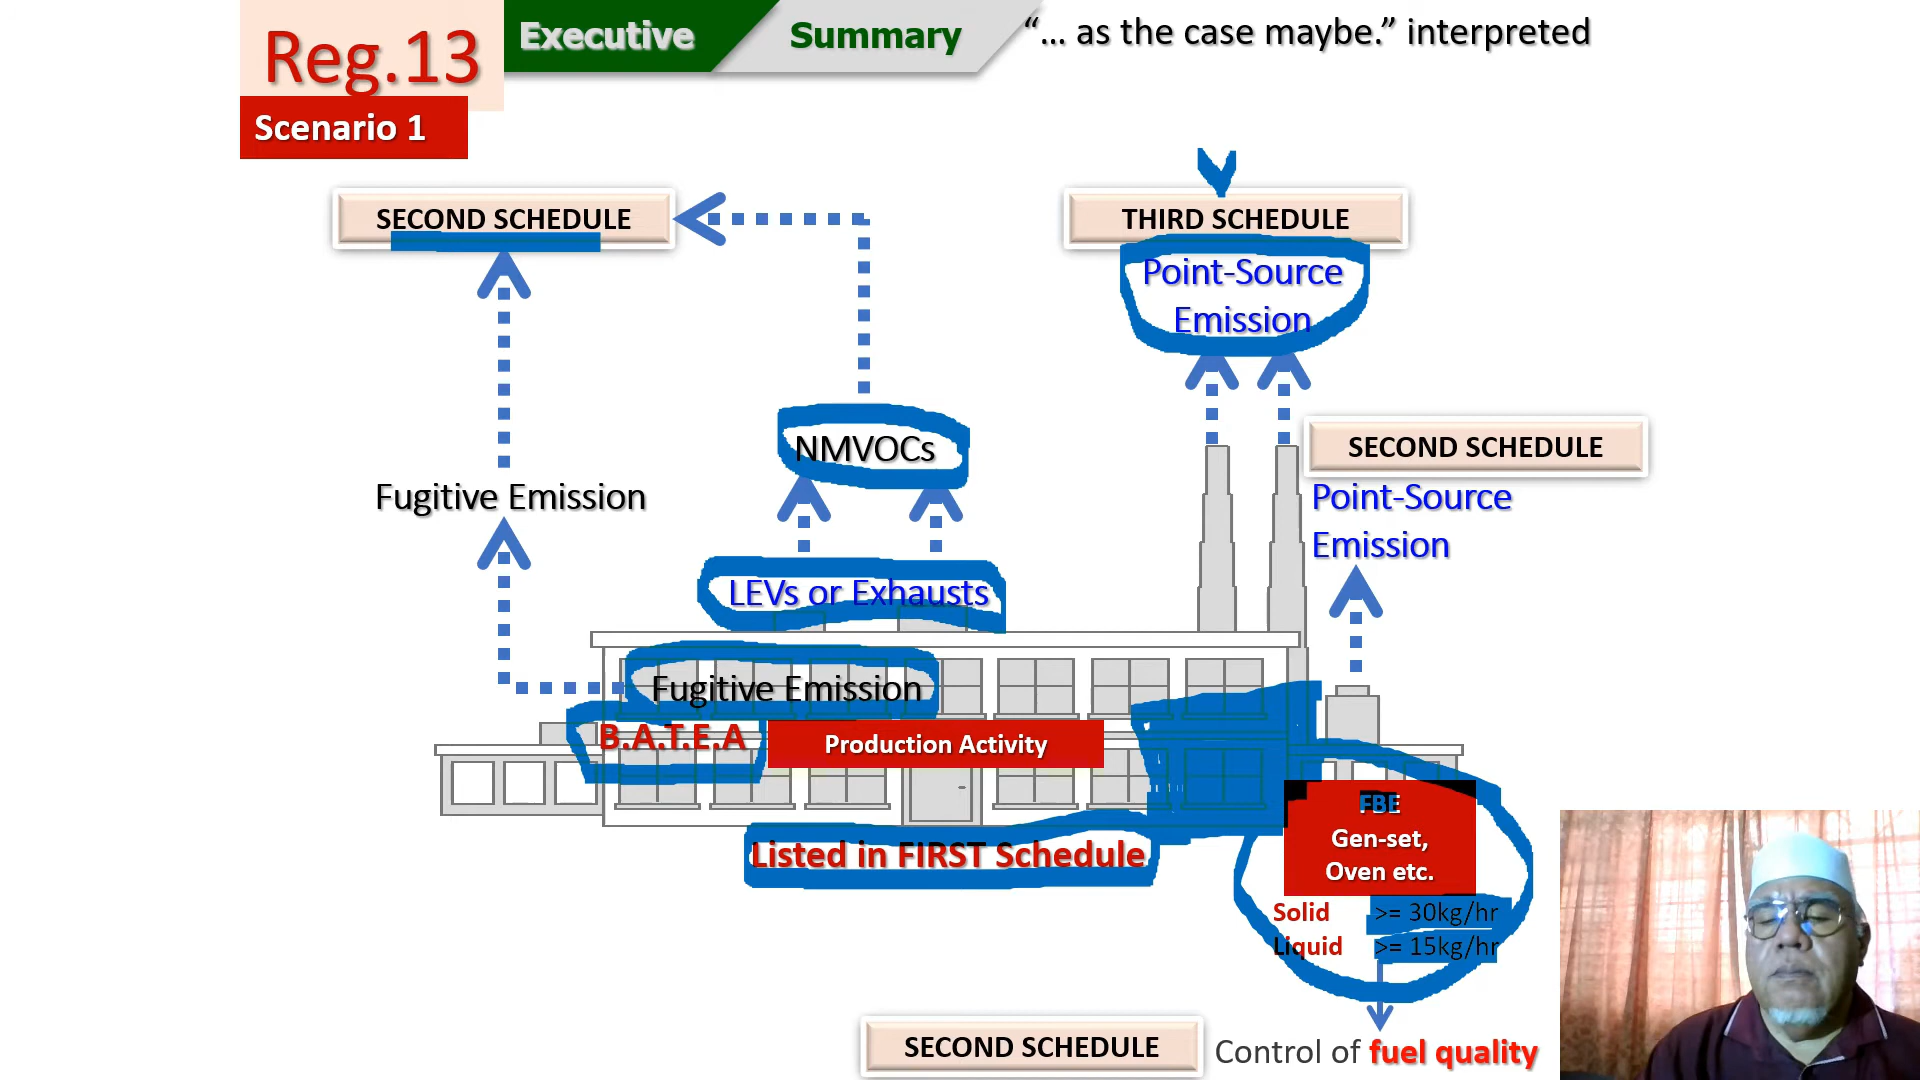 Reg.13
Executive Summary
“... as the case maybe.” interpreted
Scenario 1
SECOND SCHEDULE
THIRD SCHEDULE
Point-Source
Emission
NMVOCs
SECOND SCHEDULE
Fugitive Emission
Point-Source
Emission
LEVs or Exhausts
Fugitive Emission
B.A.T.E.A
Production Activity
FBE
Gen-set,
Oven etc.
Listed in FIRST Schedule
Solid >= 30kg/hr
Liquid >= 15kg/hr
SECOND SCHEDULE
Control of fuel quality